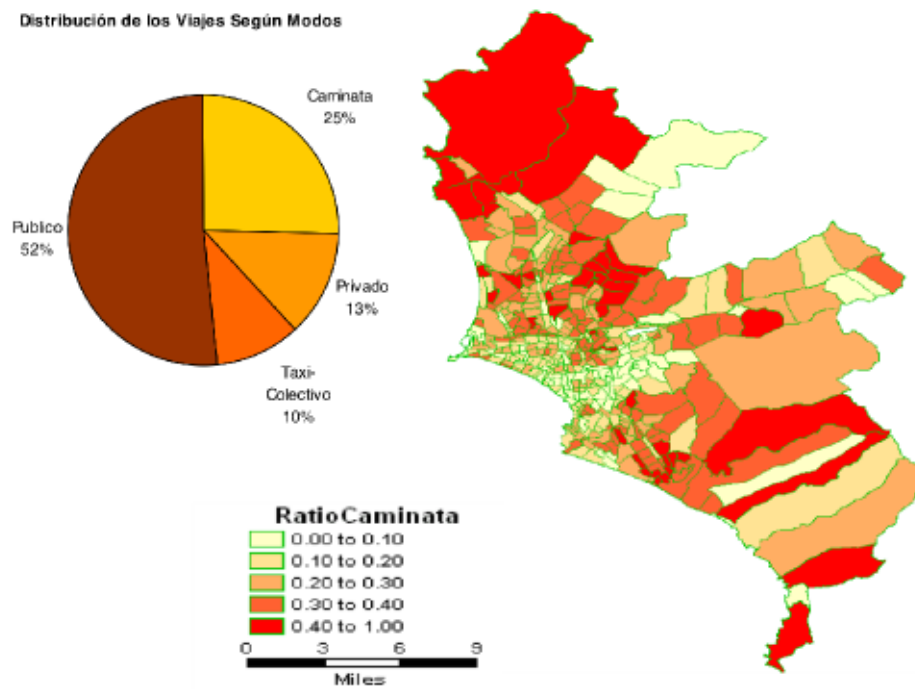 Distribución de los Viajes Según Modos
Caminata
25%
Publico
52%
Privado
13%
Taxi-
Colectivo
10%
RatioCaminata
0.00 to 0.10
0.10 to 0.20
0.20 to 0.30
0.30 to 0.40
0.40 to 1.00
0 3 6 9
Miles